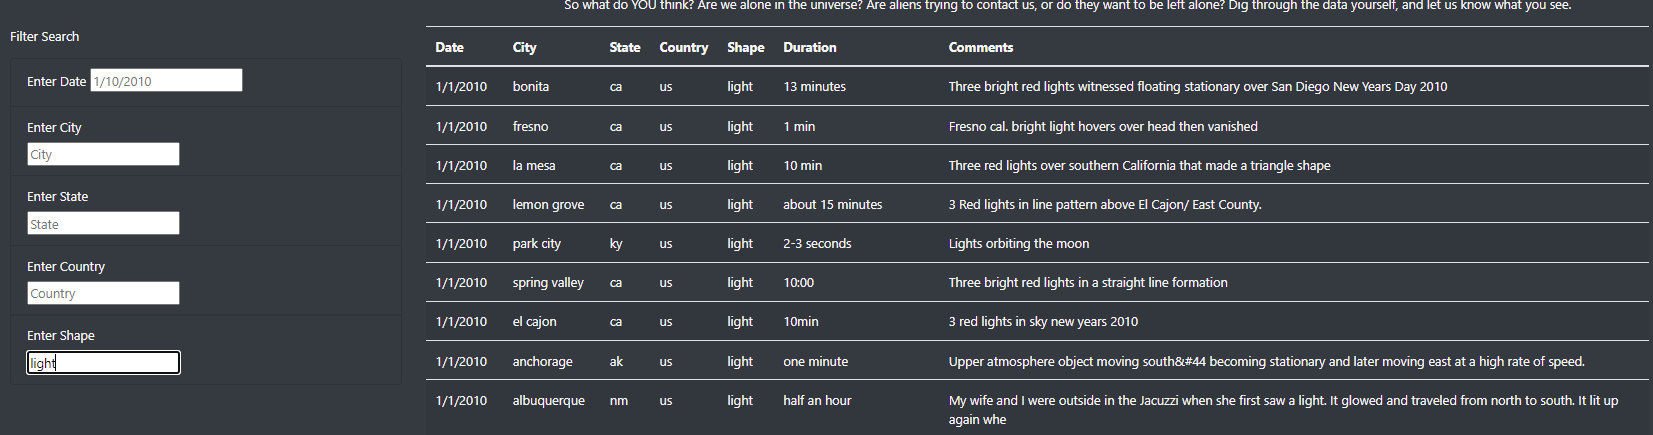 So what do YOU think? Are we alone in the universe? Are aliens trying to contact us, or do they want to be left alone? Dig through the data yourself, and let us know what you see.
Filter Search
Enter Date 1/10/2010
Enter City
City
Enter State
State
Enter Country
Country
Enter Shape
light
Date City State Country Shape Duration Comments
1/1/2010 bonita ca us light 13 minutes Three bright red lights witnessed floating stationary over San Diego New Years Day 2010
1/1/2010 fresno ca us light 1 min Fresno cal. bright light hovers over head then vanished
1/1/2010 la mesa ca us light 10 min Three red lights over southern California that made a triangle shape
1/1/2010 lemon grove ca us light about 15 minutes 3 Red lights in line pattern above El Cajon/ East County.
1/1/2010 park city ky us light 2-3 seconds Lights orbiting the moon
1/1/2010 spring valley ca us light 10:00 Three bright red lights in a straight line formation
1/1/2010 el cajon ca us light 10min 3 red lights in sky new years 2010
1/1/2010 anchorage ak us light one minute Upper atmosphere object moving south&#44 becoming stationary and later moving east at a high rate of speed.
1/1/2010 albuquerque nm us light half an hour My wife and I were outside in the Jacuzzi when she first saw a light. It glowed and traveled from north to south. It lit up
again whe